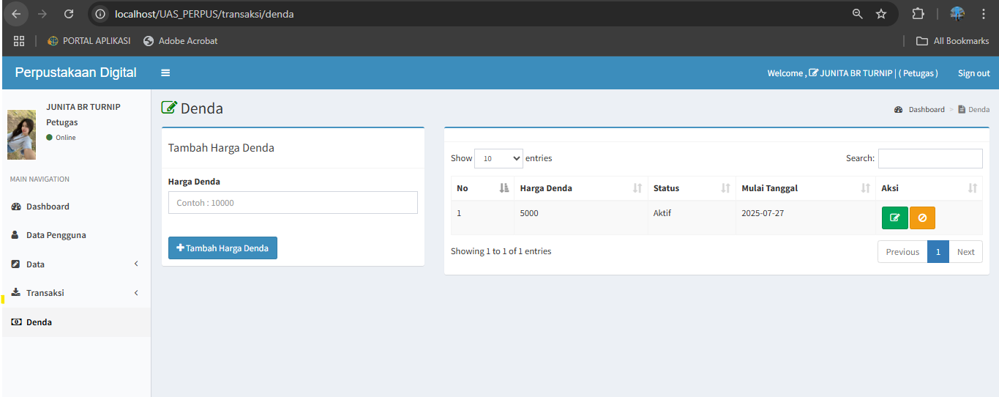 localhost/UAS_PERPUS/transaksi/denda
PORTAL APLIKASI Adobe Acrobat All Bookmarks
Perpustakaan Digital Welcome , JUNITA BR TURNIP | ( Petugas ) Sign out
JUNITA BR TURNIP
Petugas
Online
MAIN NAVIGATION
Dashboard
Data Pengguna
Data
Transaksi
Denda
Denda
Dashboard > Denda
Tambah Harga Denda
Harga Denda
Contoh : 10000
Tambah Harga Denda
Show 10 entries Search:
No Harga Denda Status Mulai Tanggal Aksi
1 5000 Aktif 2025-07-27
Showing 1 to 1 of 1 entries Previous 1 Next